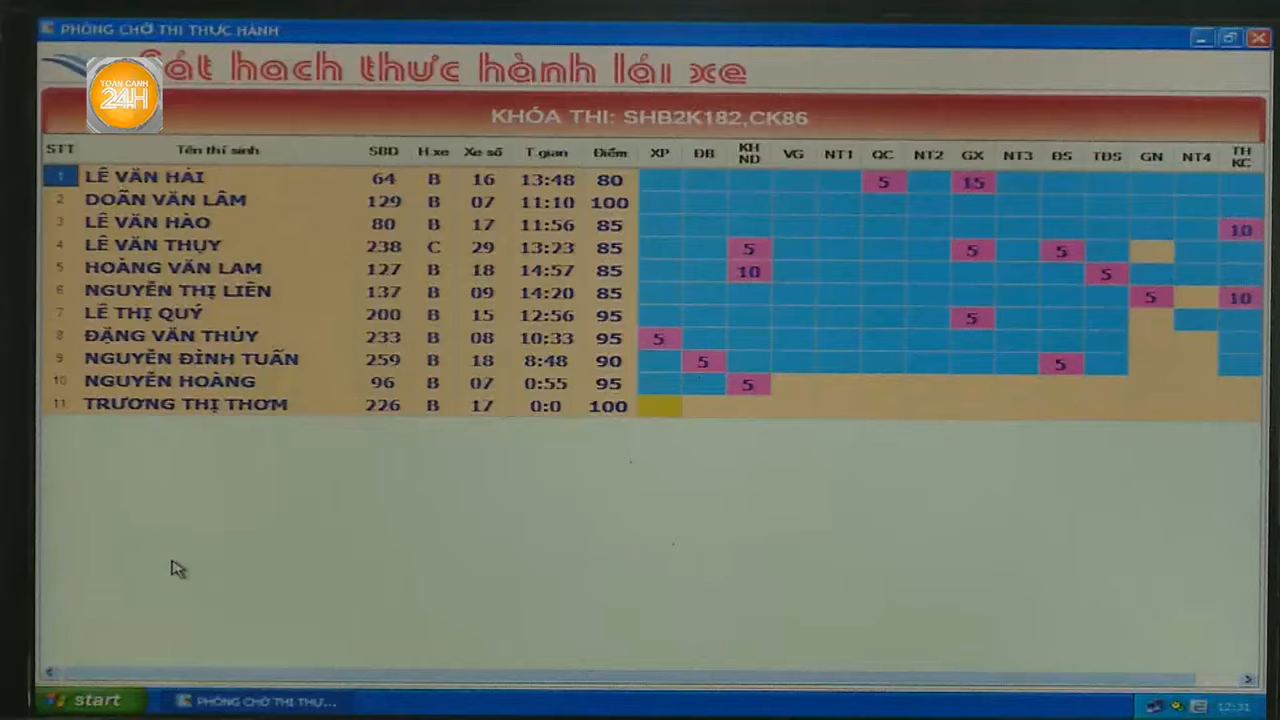 PHÒNG CHỜ THI THỰC HÀNH
Sát hạch thực hành lái xe
TOÀN CẢNH
24H
KHÓA THI: SHB2K182,CK86
STT Tên thí sinh SBD H.xe Xe số T.gian Điểm XP ĐB KH ND VG NT1 QC NT2 GX NT3 ĐS TĐS GN NT4 TH KC
1 LÊ VĂN HẢI 64 B 16 13:48 80 5 15
2 DOÃN VĂN LÂM 129 B 07 11:10 100
3 LÊ VĂN HÀO 80 B 17 11:56 85 10
4 LÊ VĂN THỤY 238 C 29 13:23 85 5 5 5
5 HOÀNG VĂN LAM 127 B 18 14:57 85 10 5
6 NGUYỄN THỊ LIÊN 137 B 09 14:20 85 5 10
7 LÊ THỊ QUÝ 200 B 15 12:56 95 5
8 ĐẶNG VĂN THỦY 233 B 08 10:33 95 5
9 NGUYỄN ĐÌNH TUẤN 259 B 18 8:48 90 5 5
10 NGUYỄN HOÀNG 96 B 07 0:55 95 5
11 TRƯƠNG THỊ THƠM 226 B 17 0:0 100
start PHÒNG CHỜ THI THỰ... 12:31